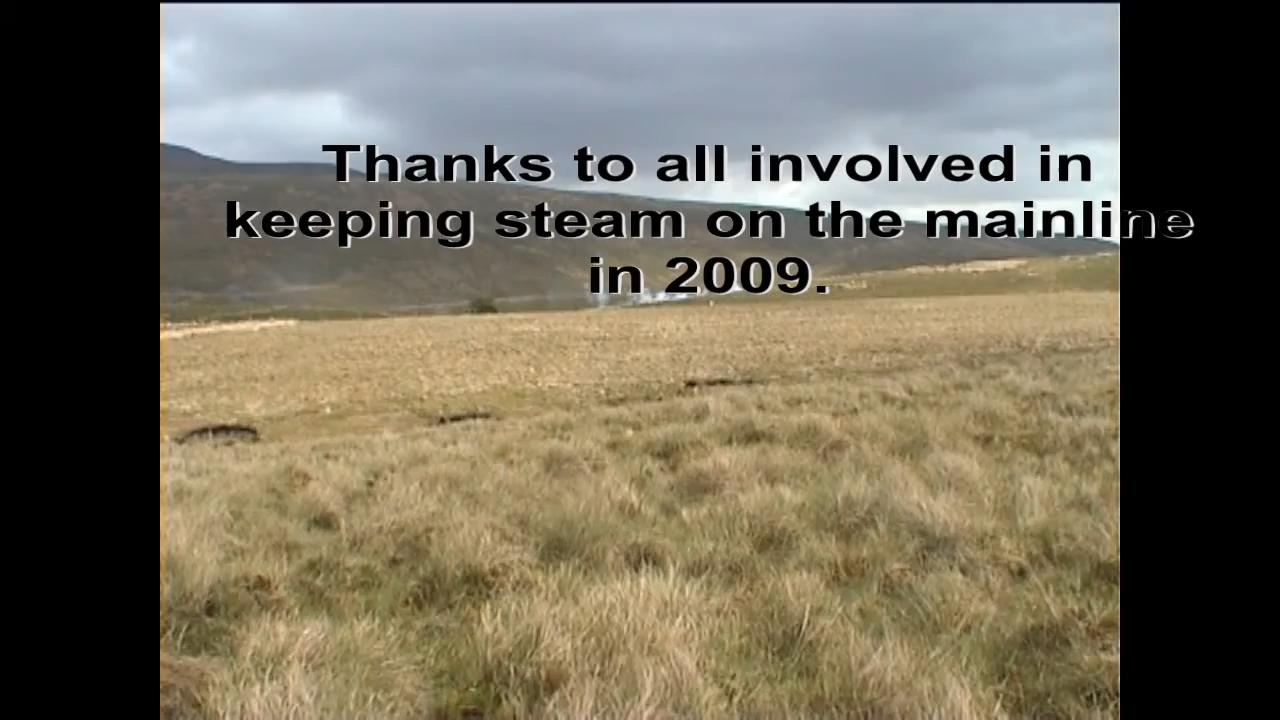 Thanks to all involved in
keeping steam on the mainline
in 2009.